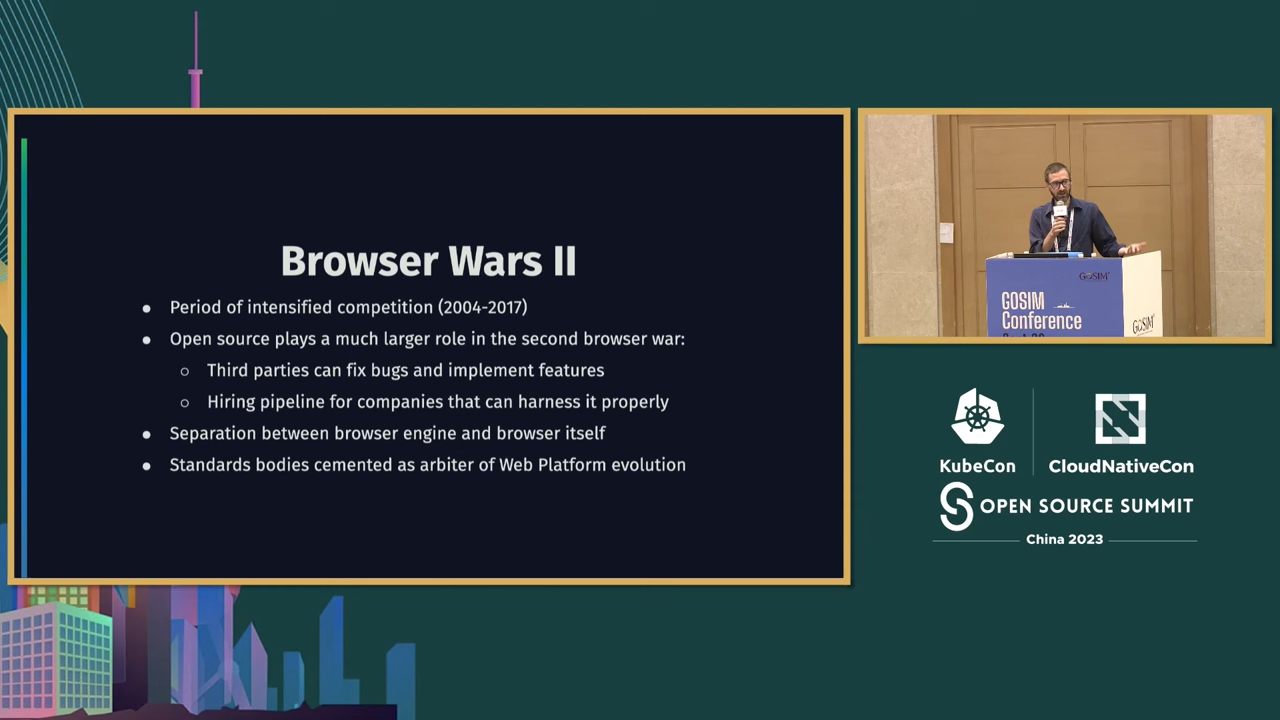 Browser Wars II
Period of intensified competition (2004-2017)
Open source plays a much larger role in the second browser war:
Third parties can fix bugs and implement features
Hiring pipeline for companies that can harness it properly
Separation between browser engine and browser itself
Standards bodies cemented as arbiter of Web Platform evolution
GOSIM
GOSIM
Conference
GOSIM
KubeCon
CloudNativeCon
OPEN SOURCE SUMMIT
China 2023